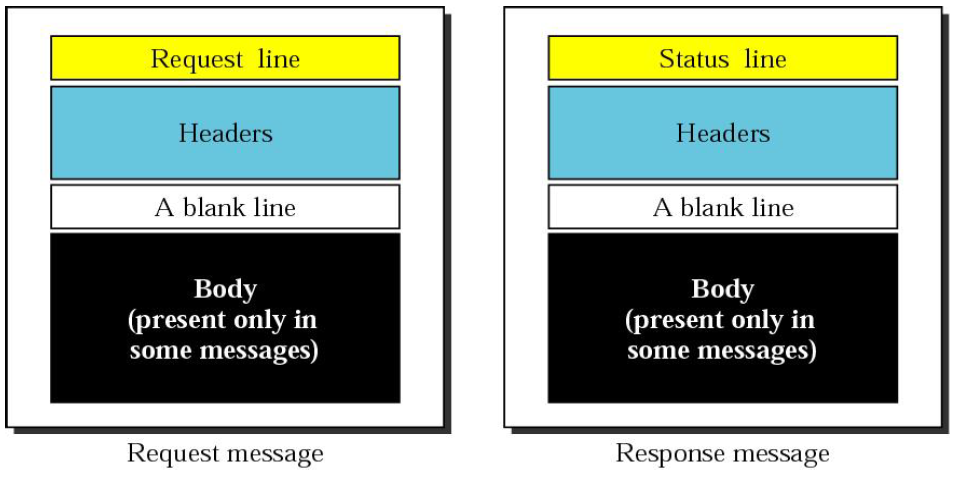 Request line
Headers
A blank line
Body
(present only in
some messages)
Request message
Status line
Headers
A blank line
Body
(present only in
some messages)
Response message